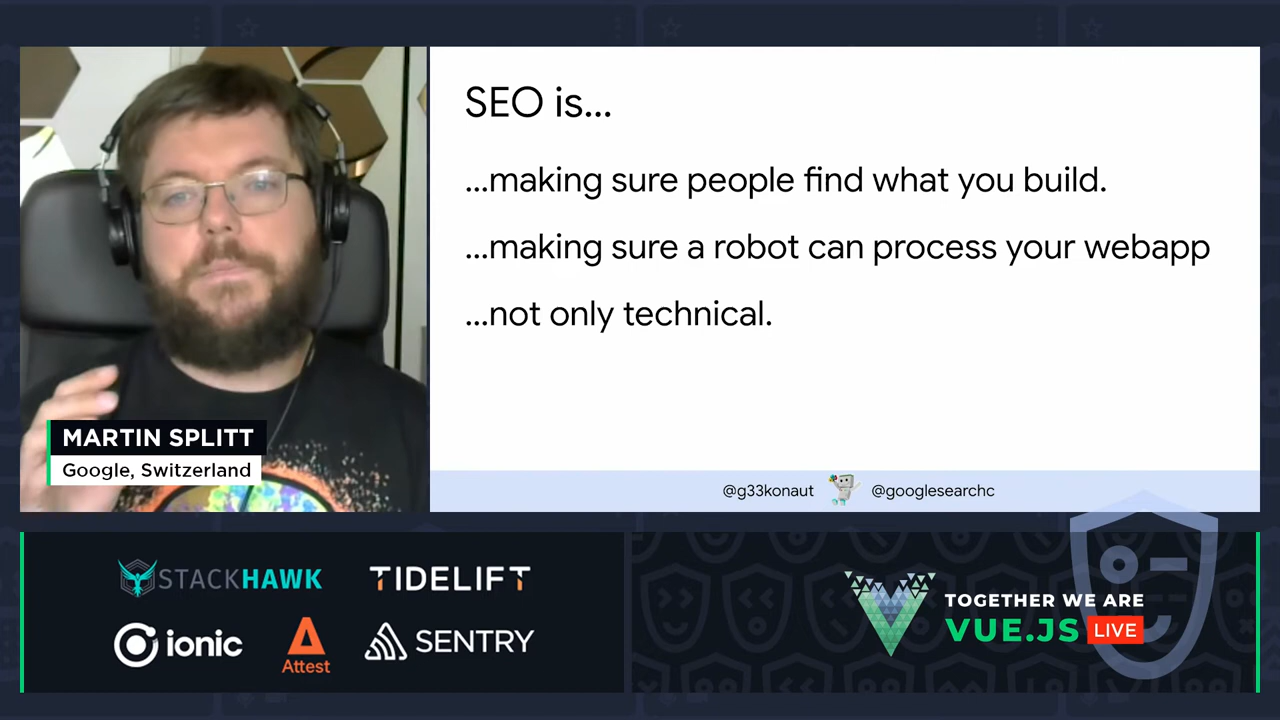 SEO is...
...making sure people find what you build.
...making sure a robot can process your webapp
...not only technical.
MARTIN SPLITT
Google, Switzerland
@g33konaut @googlesearchc
STACKHAWK TIDELIFT
ionic Attest SENTRY
TOGETHER WE ARE
VUE.JS LIVE